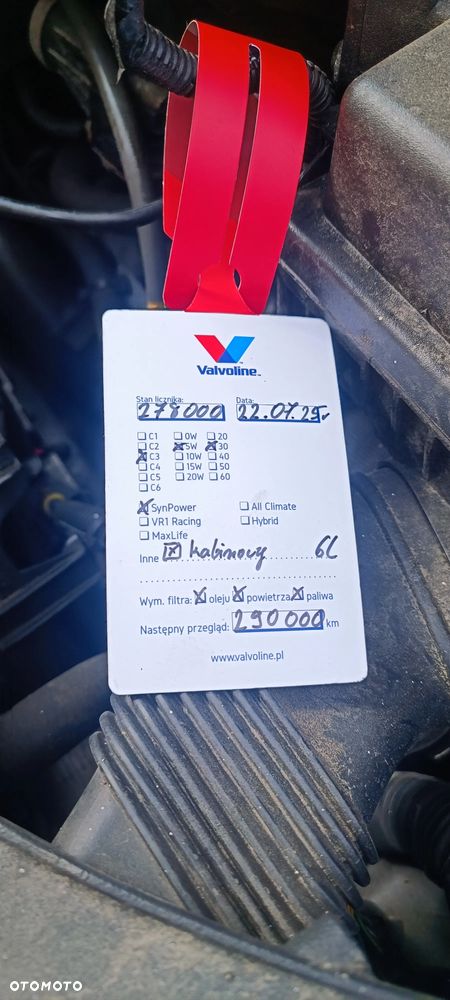 Valvoline™
Stan licznika: Data:
278000 22.07.25r
☐ C1 ☐ 0W ☐ 20
☐ C2 ☒ 5W ☒ 30
☒ C3 ☐ 10W ☐ 40
☐ C4 ☐ 15W ☐ 50
☐ C5 ☐ 20W ☐ 60
☐ C6
☒ SynPower ☐ All Climate
☐ VR1 Racing ☐ Hybrid
☐ MaxLife
Inne ☒ kabinowy 6L
Wym. filtra: ☒ oleju ☒ powietrza ☒ paliwa
Następny przegląd: 290000 km
www.valvoline.pl
OTOMOTO